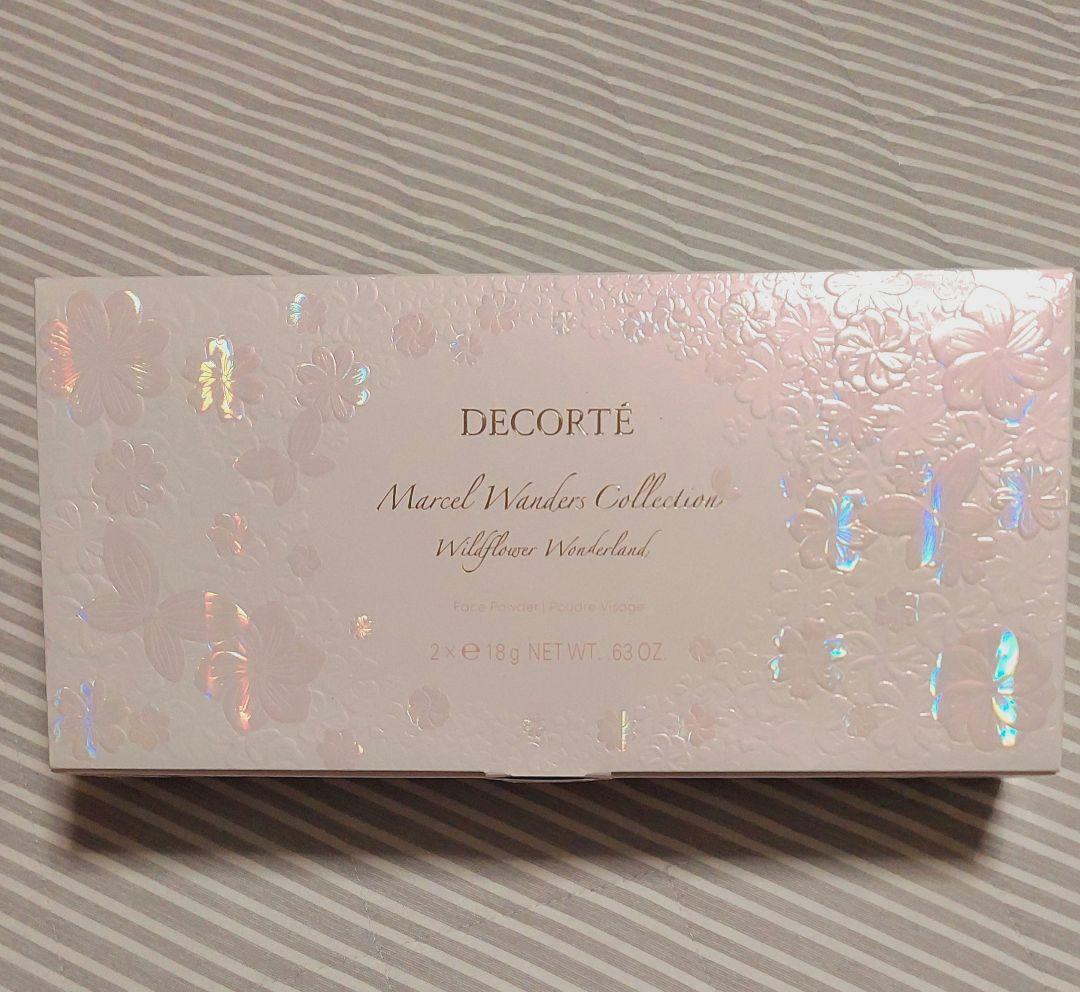 DECORTÉ
Marcel Wanders Collection
Wildflower Wonderland
Face Powder | Poudre Visage
2 × ℮ 18 g NET WT. .63 OZ.